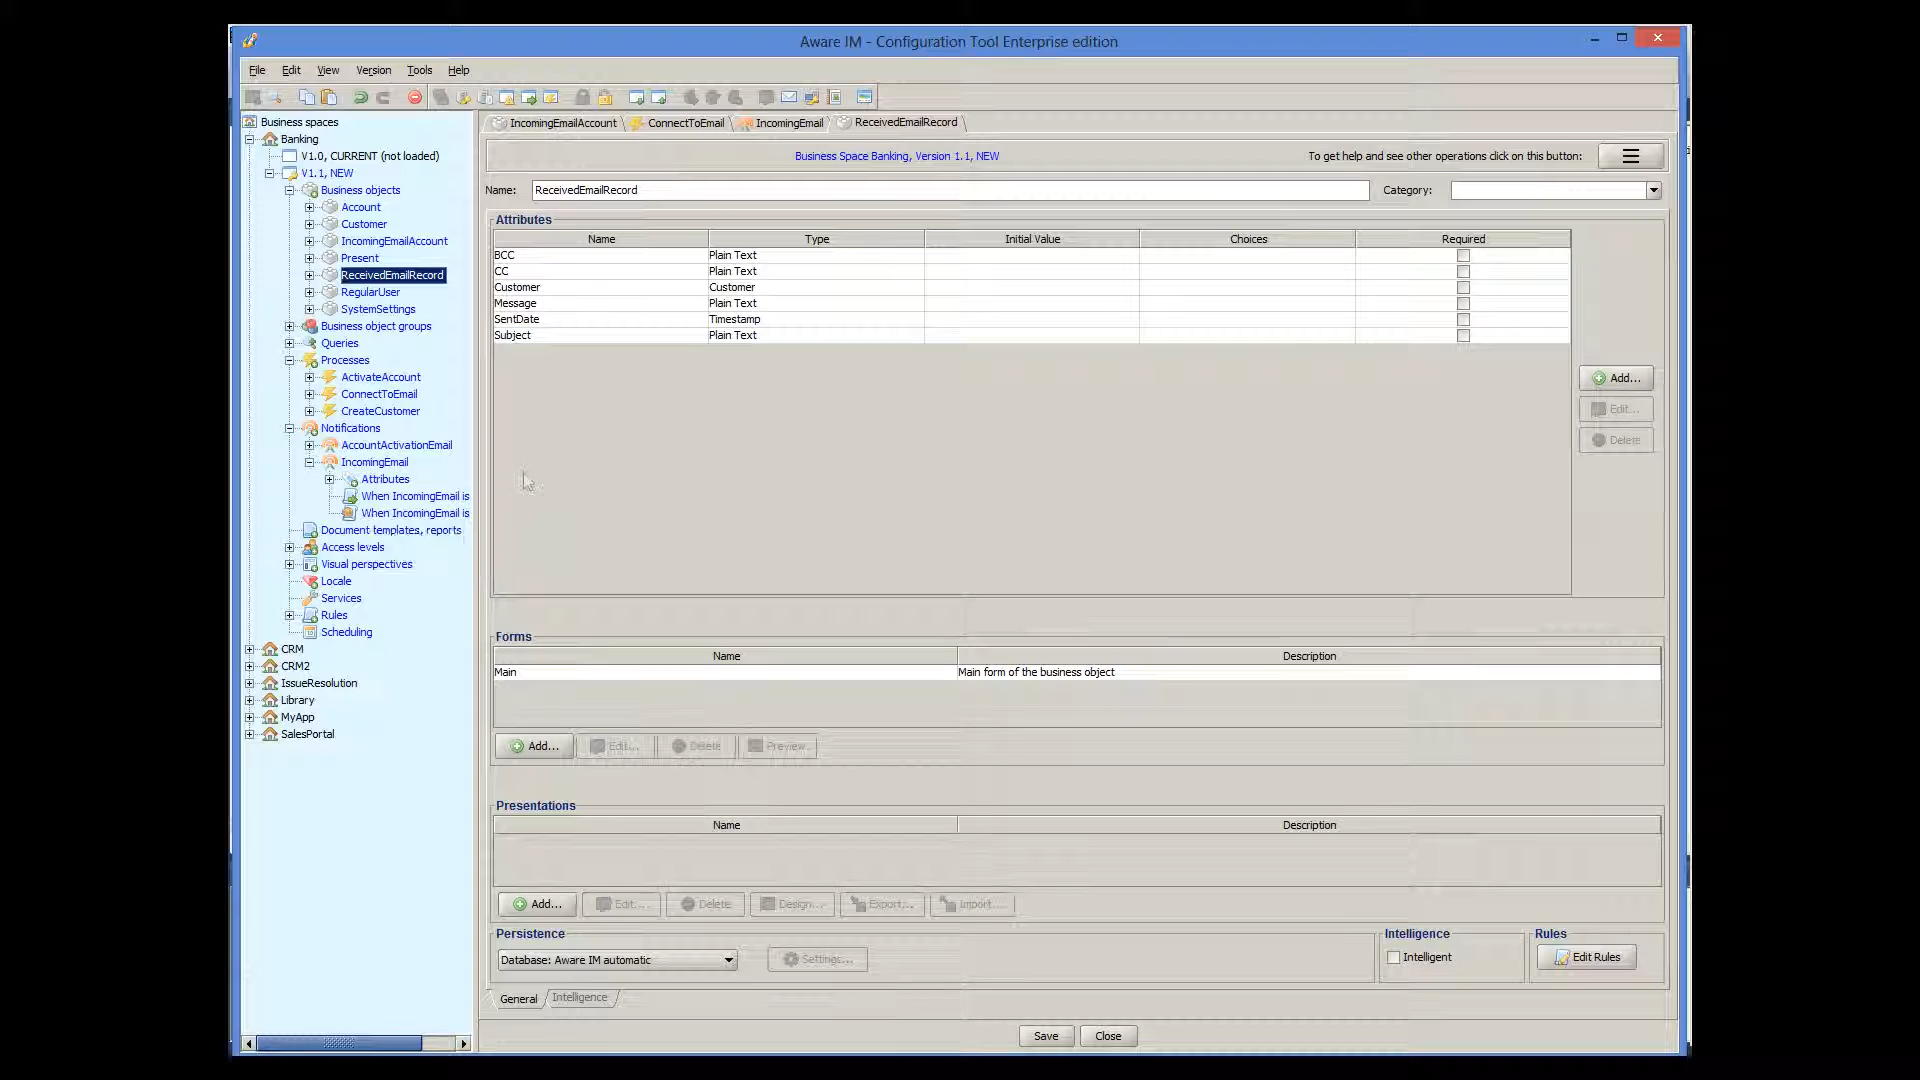 Aware IM - Configuration Tool Enterprise edition
File Edit View Version Tools Help
Business spaces
Banking
V1.0, CURRENT (not loaded)
V1.1, NEW
Business objects
Account
Customer
IncomingEmailAccount
Present
ReceivedEmailRecord
RegularUser
SystemSettings
Business object groups
Queries
Processes
ActivateAccount
ConnectToEmail
CreateCustomer
Notifications
AccountActivationEmail
IncomingEmail
Attributes
When IncomingEmail is
When IncomingEmail is
Document templates, reports
Access levels
Visual perspectives
Locale
Services
Rules
Scheduling
CRM
CRM2
IssueResolution
Library
MyApp
SalesPortal
IncomingEmailAccount ConnectToEmail IncomingEmail ReceivedEmailRecord
Business Space Banking, Version 1.1, NEW To get help and see other operations click on this button:
Name: ReceivedEmailRecord Category:
Attributes
Name Type Initial Value Choices Required
BCC Plain Text
CC Plain Text
Customer Customer
Message Plain Text
SentDate Timestamp
Subject Plain Text
Add...
Edit...
Delete
Forms
Name Description
Main Main form of the business object
Add... Edit... Delete Preview...
Presentations
Name Description
Add... Edit... Delete Design... Export... Import...
Persistence Intelligence Rules
Database: Aware IM automatic Settings... Intelligent Edit Rules
General Intelligence
Save Close